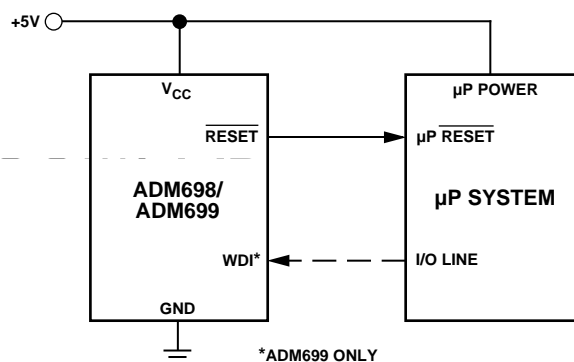 +5V
VCC
µP POWER
RESET
µP RESET
ADM698/
ADM699
µP SYSTEM
WDI*
I/O LINE
GND
*ADM699 ONLY